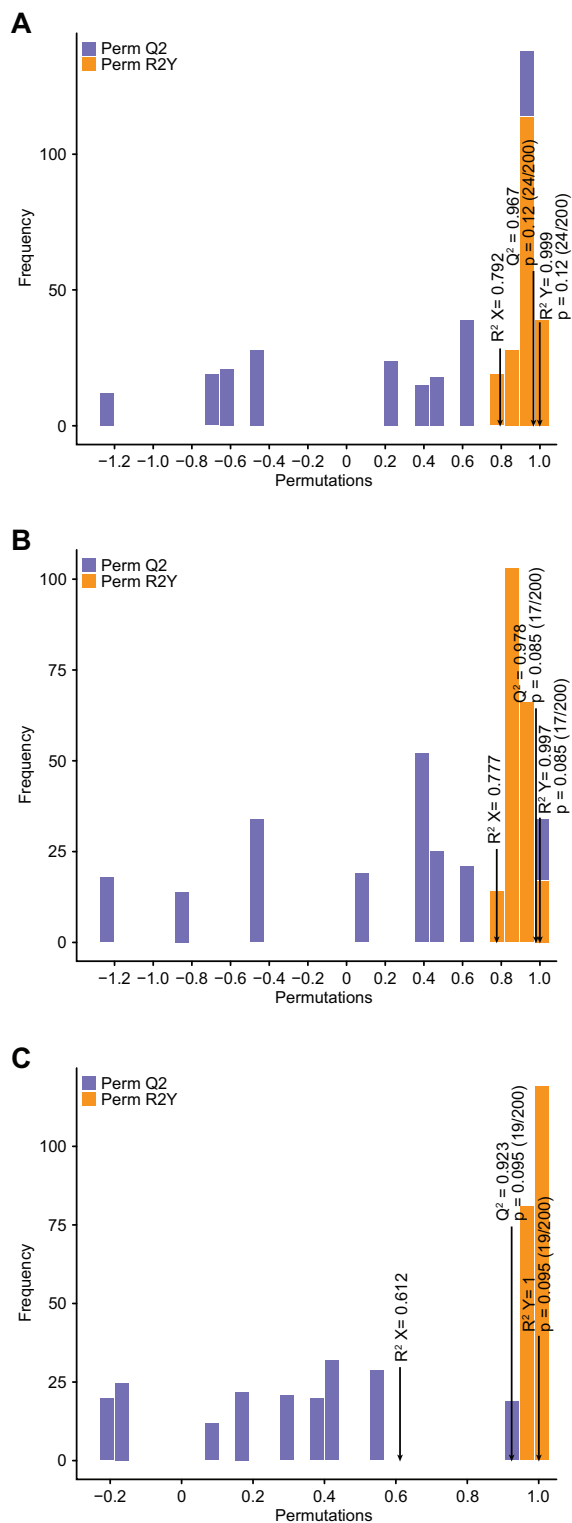 A
Perm Q2
Perm R2Y
100
50
0
Frequency
R² X= 0.792
Q² = 0.967
p = 0.12 (24/200)
R² Y= 0.999
p = 0.12 (24/200)
−1.2 −1.0 −0.8 −0.6 −0.4 −0.2 0 0.2 0.4 0.6 0.8 1.0
Permutations
B
Perm Q2
Perm R2Y
100
75
50
25
0
Frequency
R² X= 0.777
Q² = 0.978
p = 0.085 (17/200)
R² Y= 0.997
p = 0.085 (17/200)
−1.2 −1.0 −0.8 −0.6 −0.4 −0.2 0 0.2 0.4 0.6 0.8 1.0
Permutations
C
Perm Q2
Perm R2Y
100
75
50
25
0
Frequency
R² X= 0.612
Q² = 0.923
p = 0.095 (19/200)
R² Y= 1
p = 0.095 (19/200)
−0.2 0 0.2 0.4 0.6 0.8 1.0
Permutations